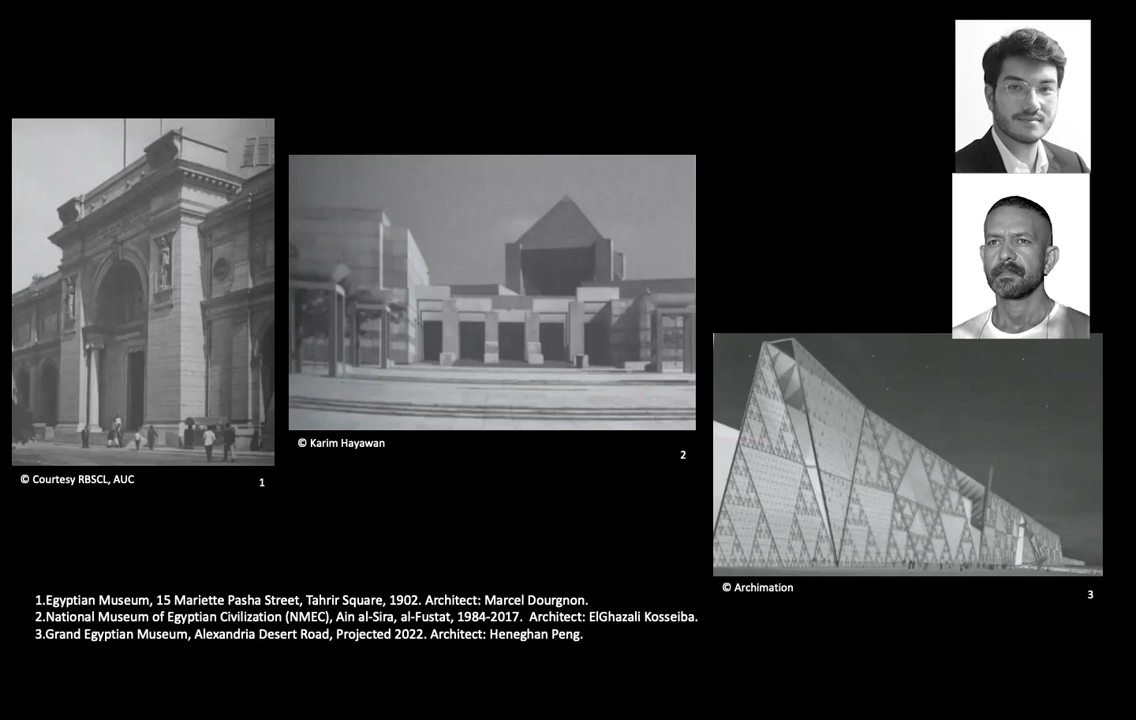 © Courtesy RBSCL, AUC
1
© Karim Hayawan
2
© Archimation
3
1.Egyptian Museum, 15 Mariette Pasha Street, Tahrir Square, 1902. Architect: Marcel Dourgnon.
2.National Museum of Egyptian Civilization (NMEC), Ain al-Sira, al-Fustat, 1984-2017.  Architect: ElGhazali Kosseiba.
3.Grand Egyptian Museum, Alexandria Desert Road, Projected 2022. Architect: Heneghan Peng.